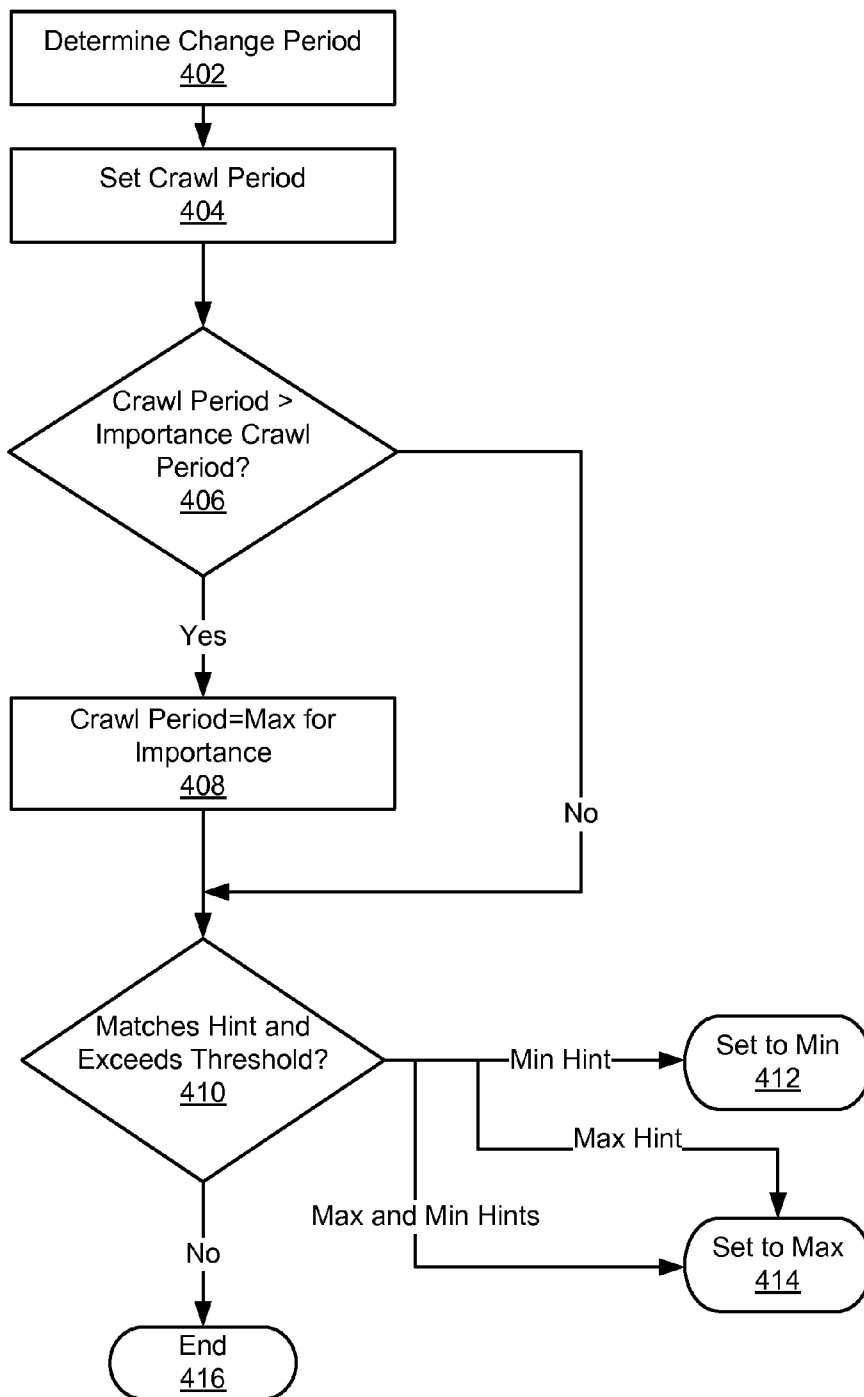 Determine Change Period
402
Set Crawl Period
404
Crawl Period >
Importance Crawl
Period?
406
Yes
Crawl Period=Max for
Importance
408
No
Matches Hint and
Exceeds Threshold?
410
Min Hint
Set to Min
412
Max Hint
Max and Min Hints
Set to Max
414
No
End
416